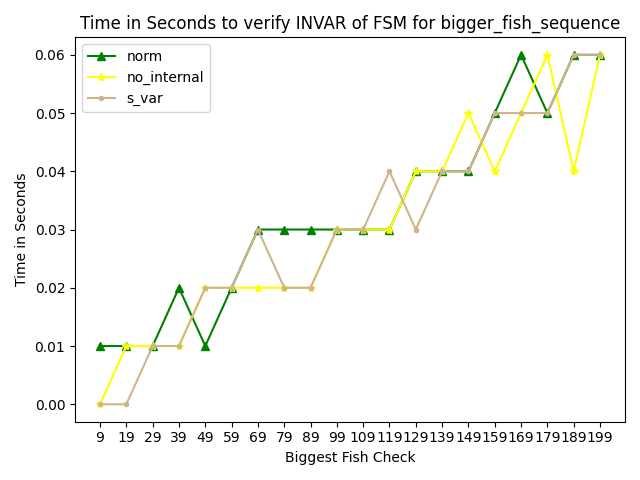 Time in Seconds to verify INVAR of FSM for bigger_fish_sequence
norm
no_internal
s_var
Time in Seconds
0.06
0.05
0.04
0.03
0.02
0.01
0.00
9 19 29 39 49 59 69 79 89 99 109 119 129 139 149 159 169 179 189 199
Biggest Fish Check